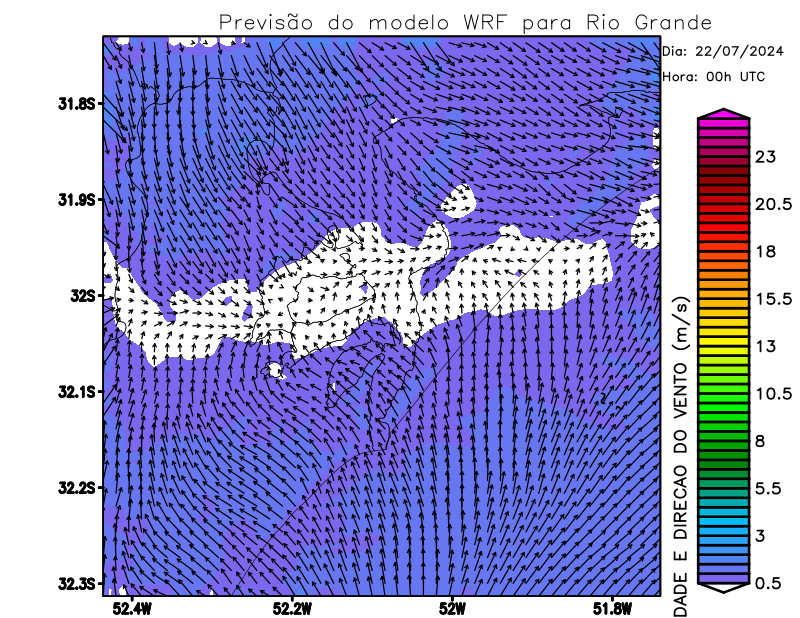 Previsão do modelo WRF para Rio Grande
Dia: 22/07/2024
Hora: 00h UTC
31.8S
31.9S
32S
32.1S
32.2S
32.3S
52.4W
52.2W
52W
51.8W
23
20.5
18
15.5
13
10.5
8
5.5
3
0.5
DADE E DIRECAO DO VENTO (m/s)